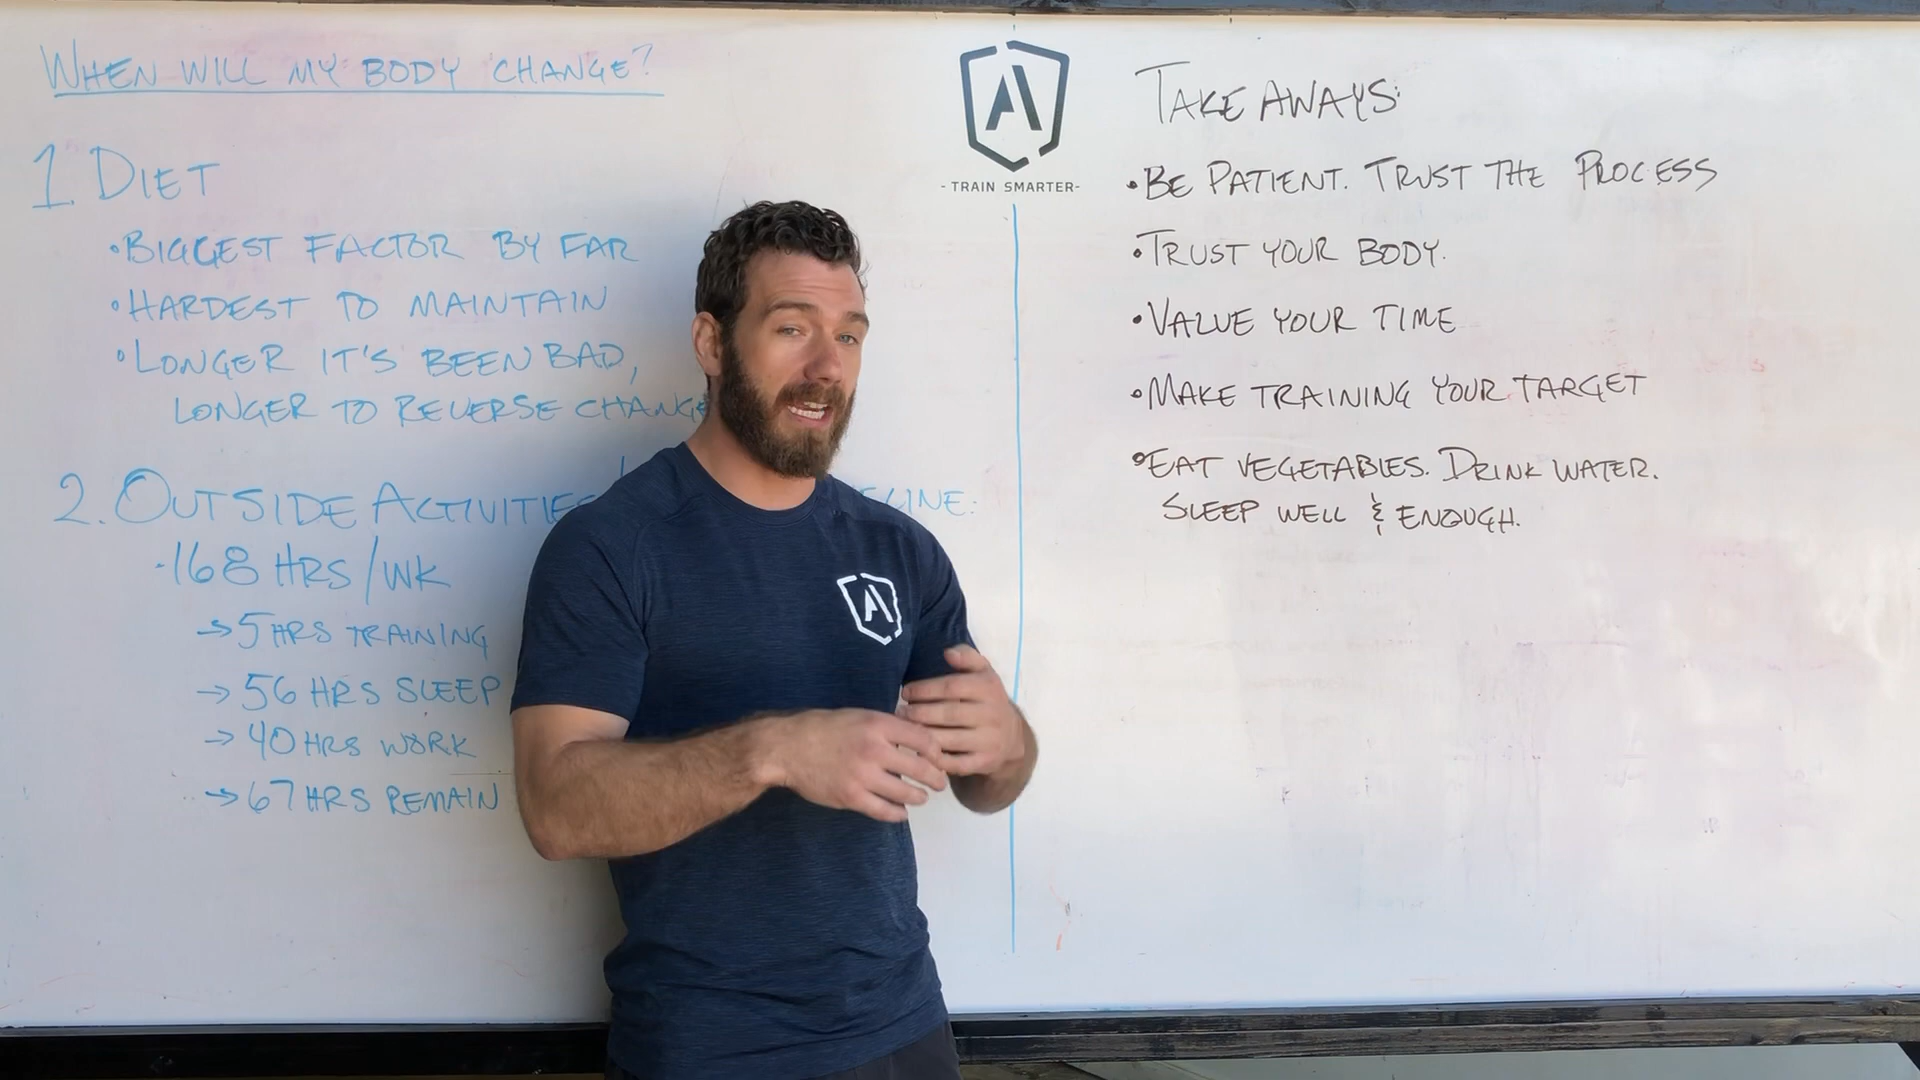 WHEN WILL MY BODY CHANGE?
1. DIET
•BIGGEST FACTOR BY FAR
•HARDEST TO MAINTAIN
•LONGER IT'S BEEN BAD,
LONGER TO REVERSE CHANGE
2. OUTSIDE ACTIVITIES
•168 HRS/WK
→5 HRS TRAINING
→56 HRS SLEEP
→40 HRS WORK
→67 HRS REMAIN
A
- TRAIN SMARTER-
TAKE AWAYS:
•BE PATIENT. TRUST THE PROCESS
•TRUST YOUR BODY.
•VALUE YOUR TIME
•MAKE TRAINING YOUR TARGET
•EAT VEGETABLES. DRINK WATER.
SLEEP WELL & ENOUGH.
A